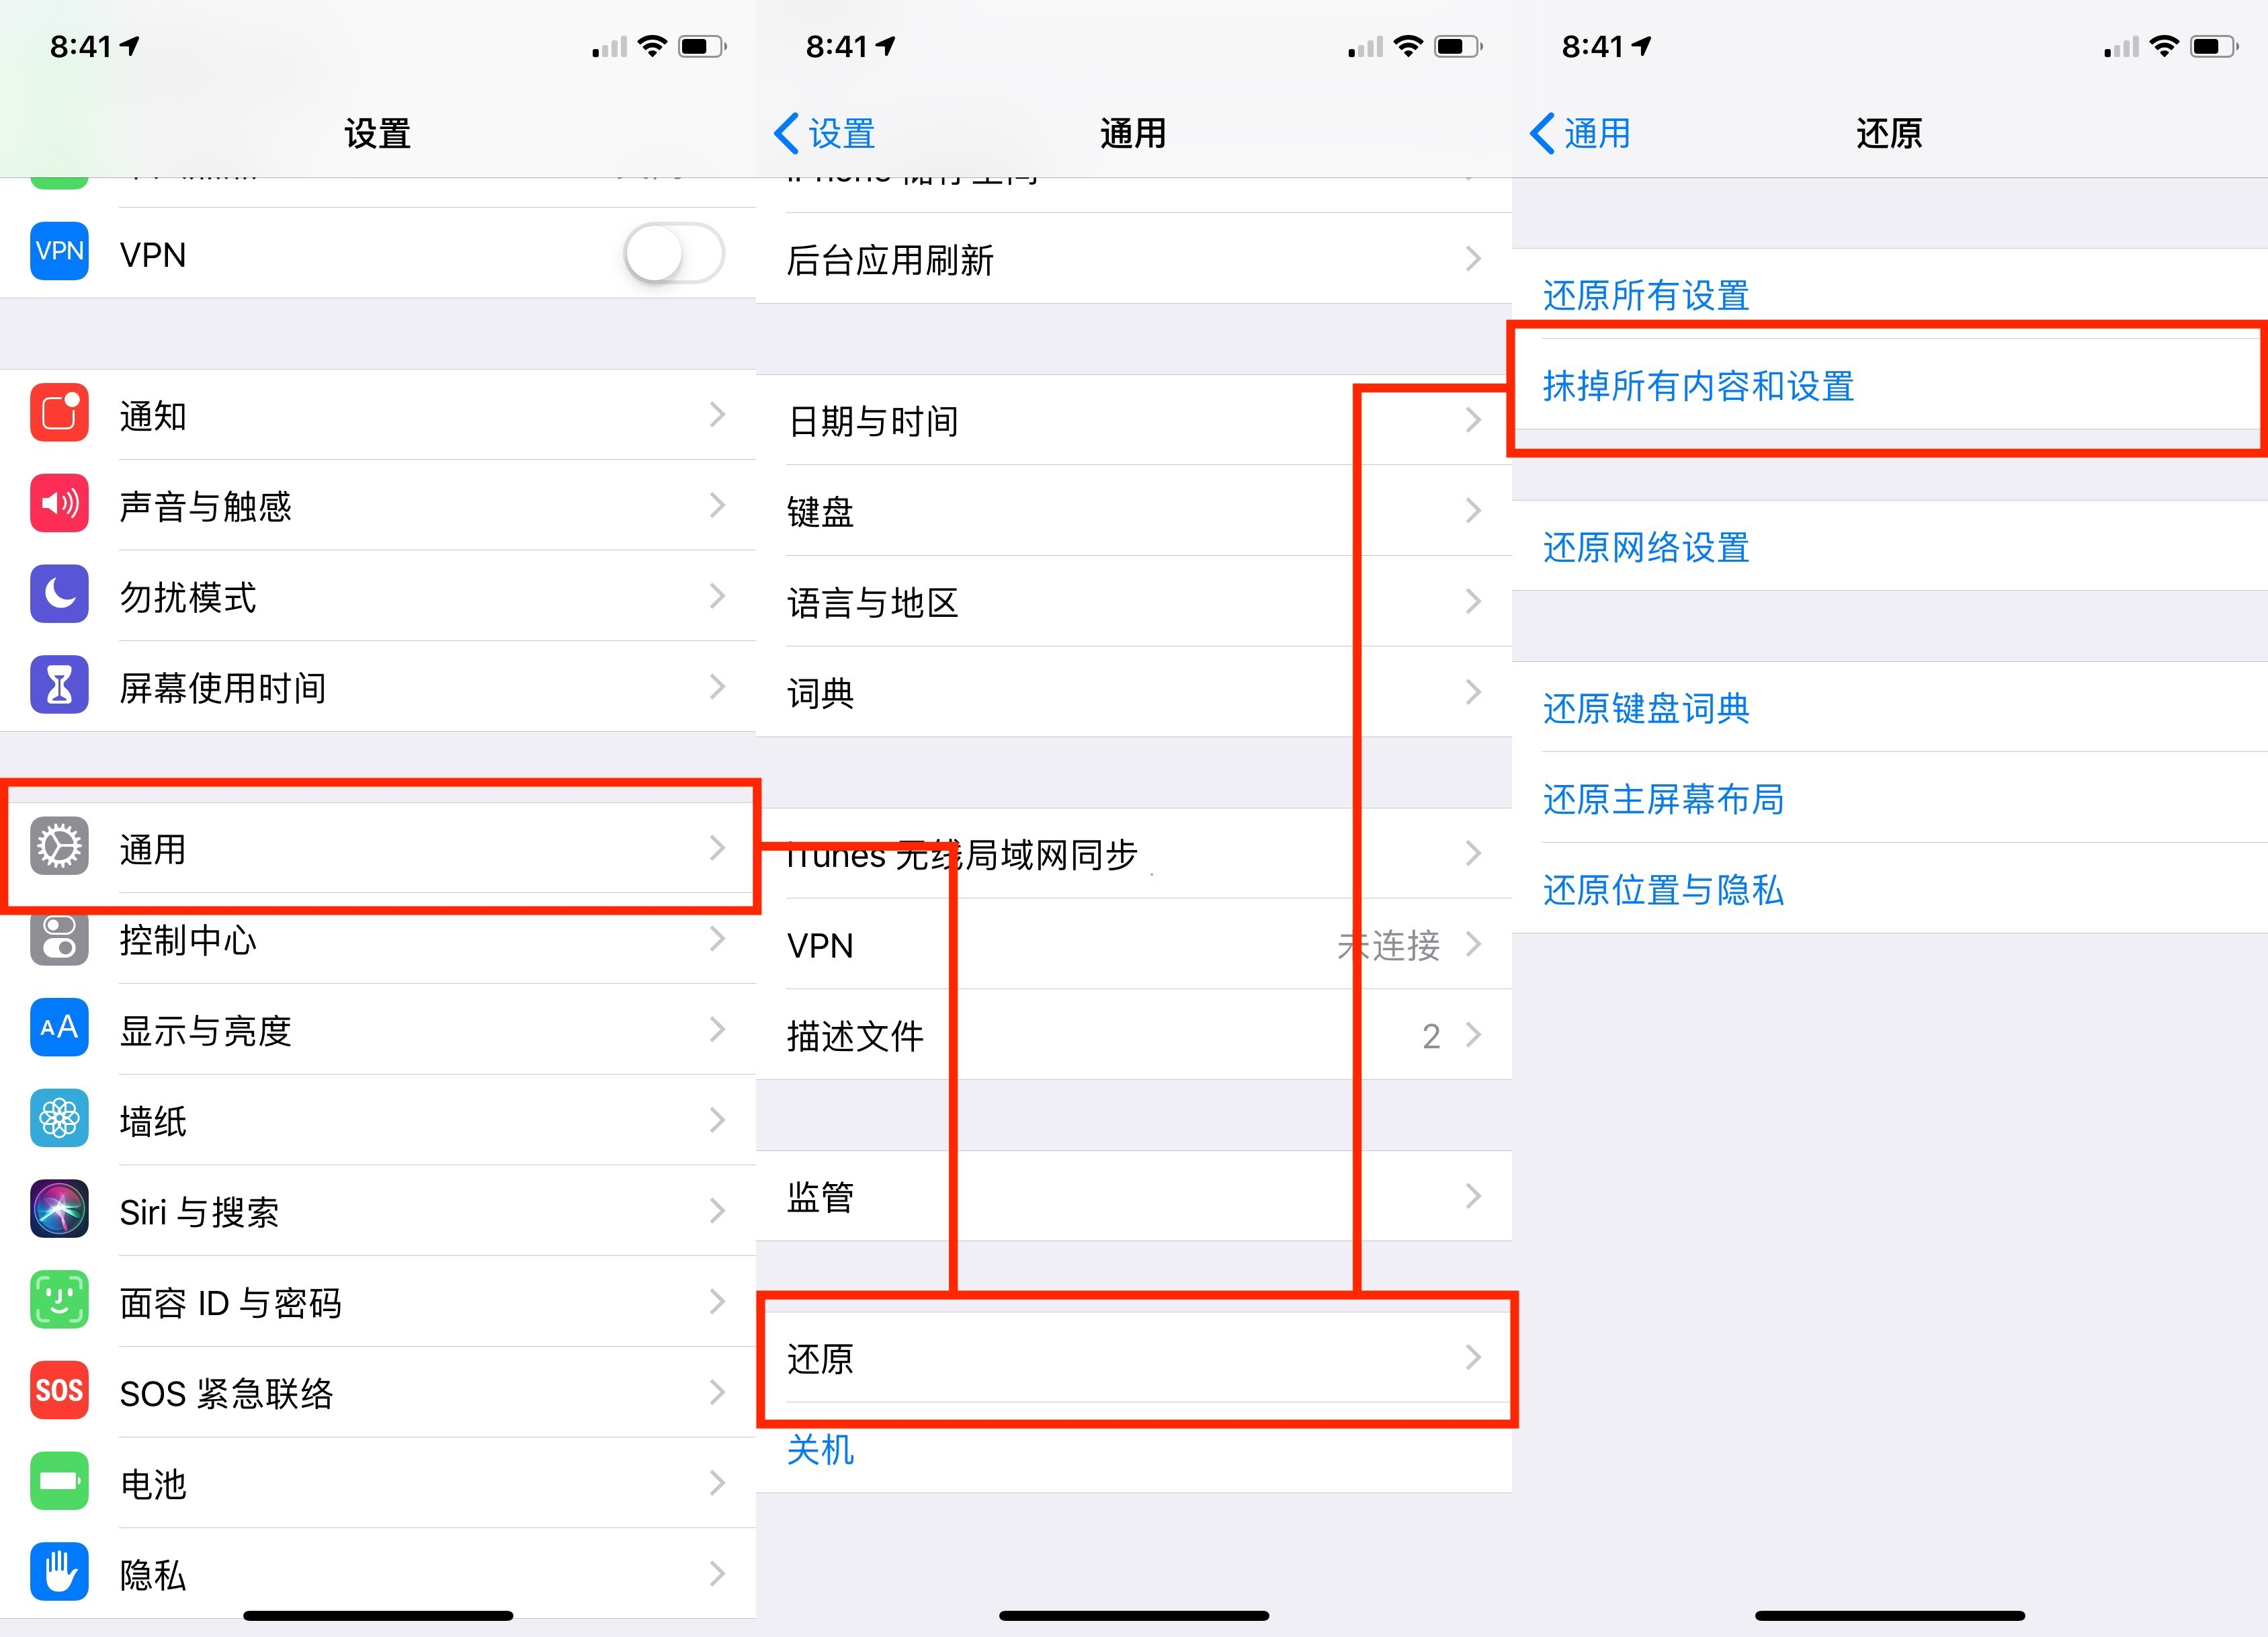 8:41
设置
VPN
VPN
通知
声音与触感
勿扰模式
屏幕使用时间
通用
控制中心
AA
显示与亮度
墙纸
Siri 与搜索
面容 ID 与密码
SOS
SOS 紧急联络
电池
隐私
8:41
设置
通用
iPhone 储存空间
后台应用刷新
日期与时间
键盘
语言与地区
词典
iTunes 无线局域网同步
VPN
未连接
描述文件
2
监管
还原
关机
8:41
通用
还原
还原所有设置
抹掉所有内容和设置
还原网络设置
还原键盘词典
还原主屏幕布局
还原位置与隐私